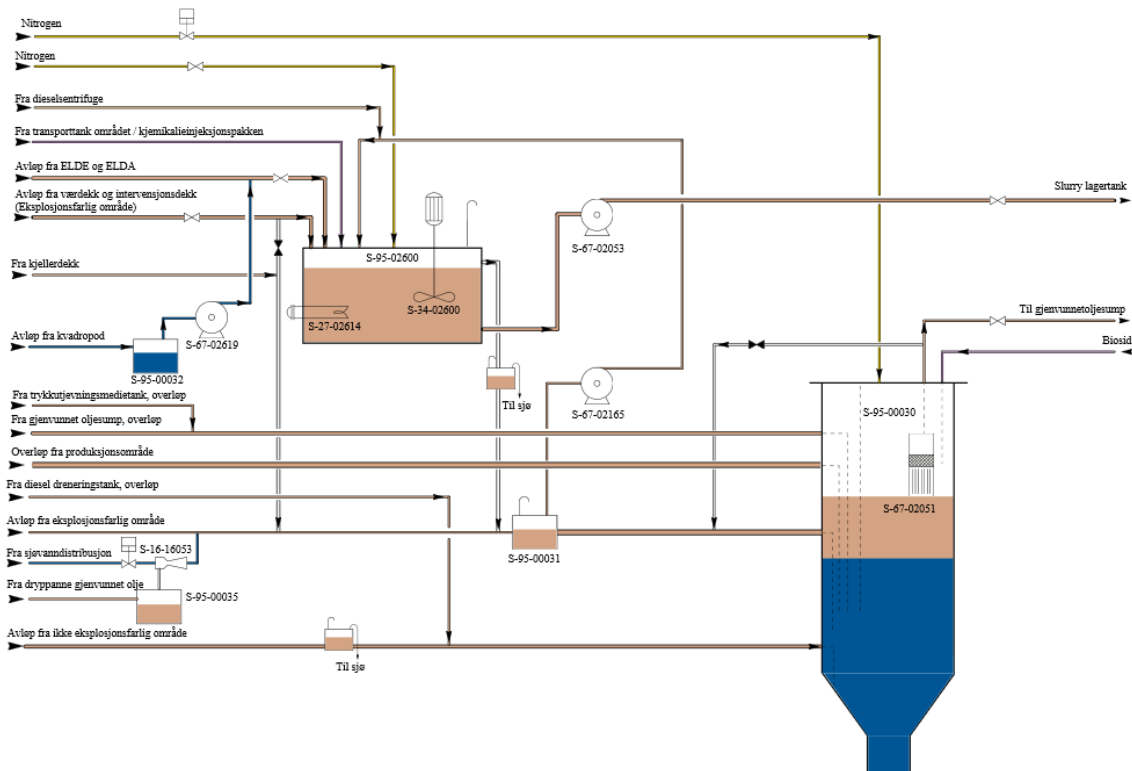 Nitrogen
Nitrogen
Fra dieselsentrifuge
Fra transporttank området / kjemikalieinjeksjonspakken
Avløp fra ELDE og ELDA
Avløp fra værdekk og intervensjonsdekk
(Eksplosjonsfarlig område)
Slurry lagertank
S-67-02053
S-95-02600
Fra kjellerdekk
S-34-02600
S-27-02614
Til gjenvunnetoljesump
S-67-02619
Avløp fra kvadropod
Biosid
S-95-00032
Fra trykkutjevningsmedietank, overløp
Til sjø
S-67-02165
S-95-00030
Fra gjenvunnet oljesump, overløp
Overløp fra produksjonsområde
Fra diesel dreneringstank, overløp
S-67-02051
Avløp fra eksplosjonsfarlig område
Fra sjøvanndistribusjon
S-16-16053
S-95-00031
Fra dryppanne gjenvunnet olje
S-95-00035
Avløp fra ikke eksplosjonsfarlig område
Til sjø